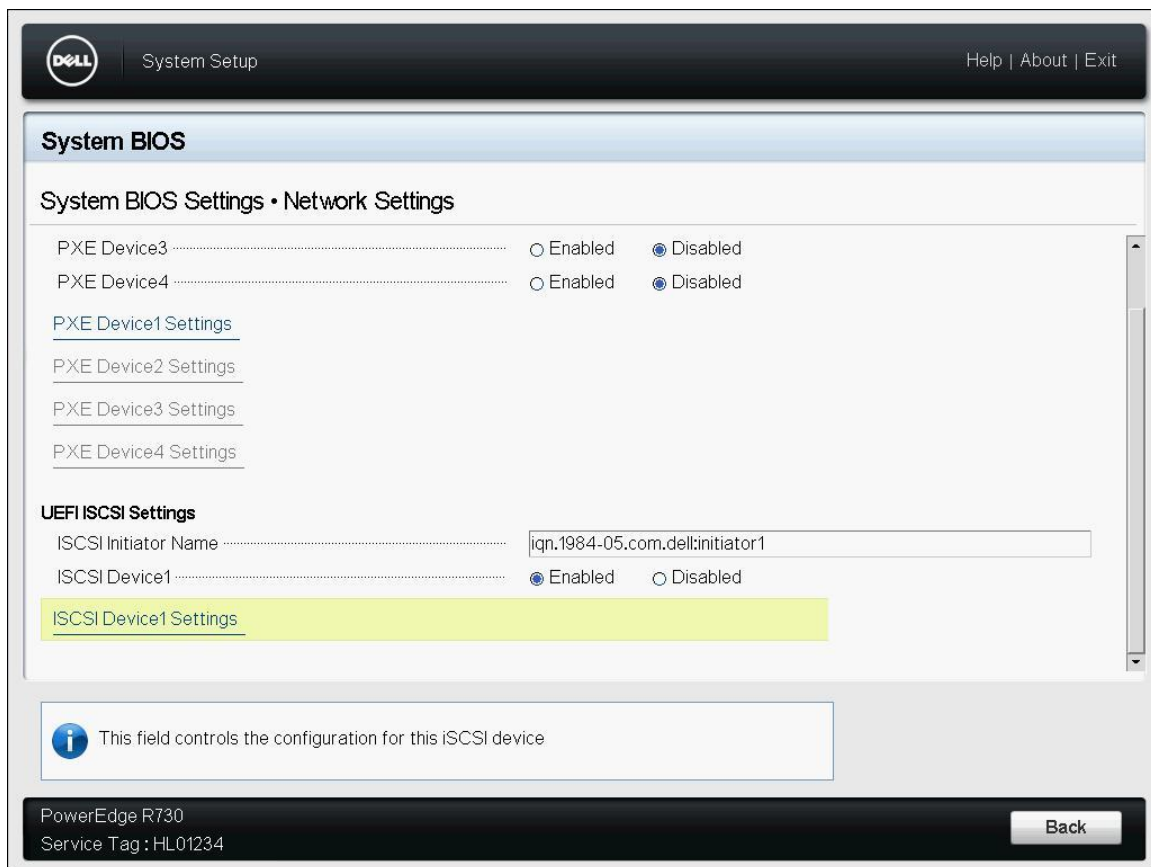 DELL System Setup Help | About | Exit
System BIOS
System BIOS Settings • Network Settings
PXE Device3 Enabled Disabled
PXE Device4 Enabled Disabled
PXE Device1 Settings
PXE Device2 Settings
PXE Device3 Settings
PXE Device4 Settings
UEFI ISCSI Settings
ISCSI Initiator Name iqn.1984-05.com.dell:initiator1
ISCSI Device1 Enabled Disabled
ISCSI Device1 Settings
This field controls the configuration for this iSCSI device
PowerEdge R730
Service Tag : HL01234
Back